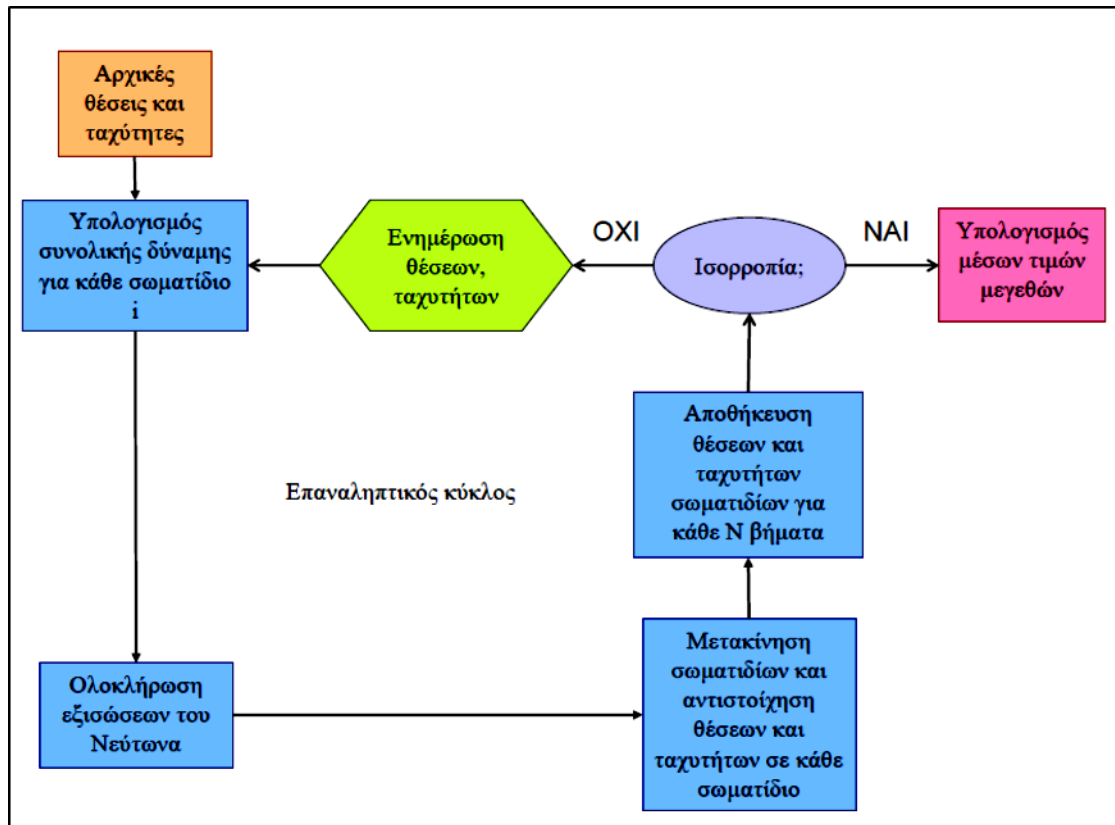 Αρχικές
θέσεις και
ταχύτητες
Υπολογισμός
συνολικής δύναμης
για κάθε σωματίδιο
i
Ενημέρωση
θέσεων,
ταχυτήτων
ΟΧΙ
Ισορροπία;
ΝΑΙ
Υπολογισμός
μέσων τιμών
μεγεθών
Αποθήκευση
θέσεων και
ταχυτήτων
σωματιδίων για
κάθε N βήματα
Επαναληπτικός κύκλος
Ολοκλήρωση
εξισώσεων του
Νεύτωνα
Μετακίνηση
σωματιδίων και
αντιστοίχηση
θέσεων και
ταχυτήτων σε κάθε
σωματίδιο